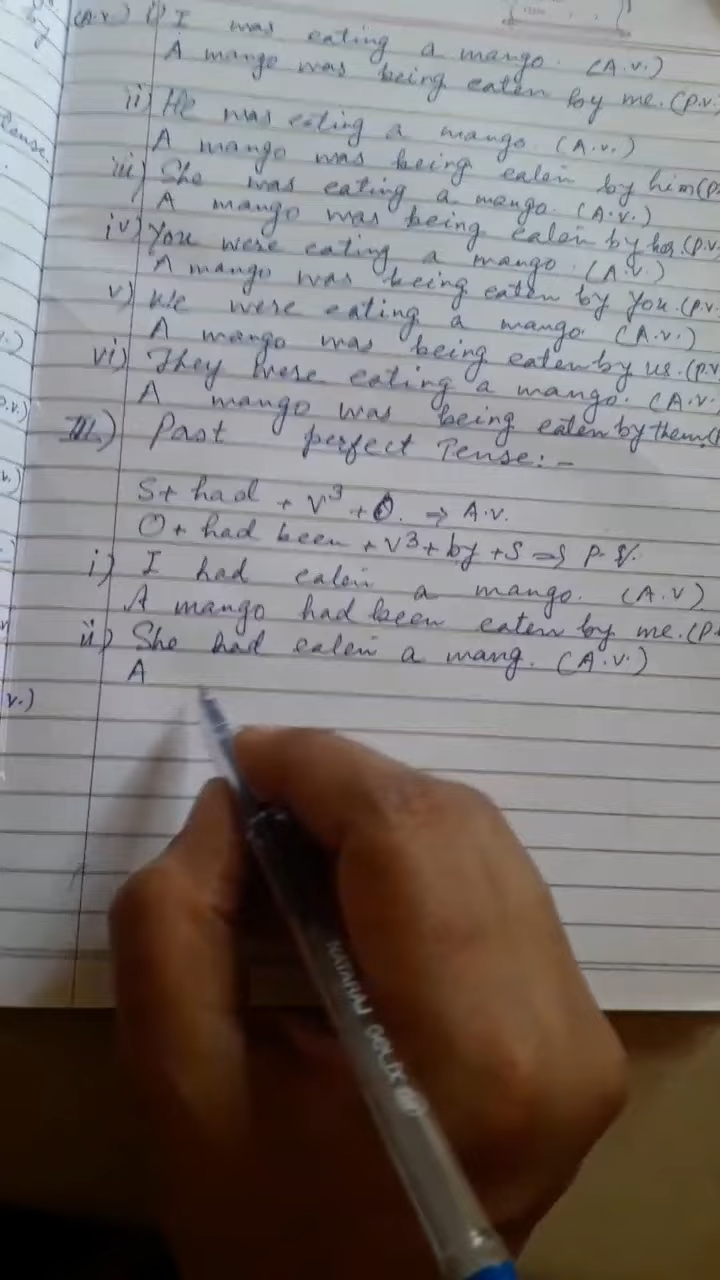 by (A.V.) i) I was eating a mango. (A.V.)
A mango was being eaten by me. (P.V.
ii) He was eating a mango. (A.V.)
A mango was being eaten by him (P.
iii) She was eating a mango. (A.V.)
A mango was being eaten by her. (P.V.
iv) You were eating a mango. (A.V.)
A mango was being eaten by you. (P.V.
v) We were eating a mango. (A.V.)
A mango was being eaten by us. (P.V
vi) They were eating a mango. (A.V.
A mango was being eaten by them. (
III.) Past perfect Tense:-
S + had + V³ + O. ⇒ A.V.
O + had been + V³ + by + S ⇒ P.V.
i) I had eaten a mango. (A.V)
A mango had been eaten by me. (P.
ii) She had eaten a mang. (A.V.)
A
Tense.
.)
P.V.)
V.)
v.)
NATARAJ